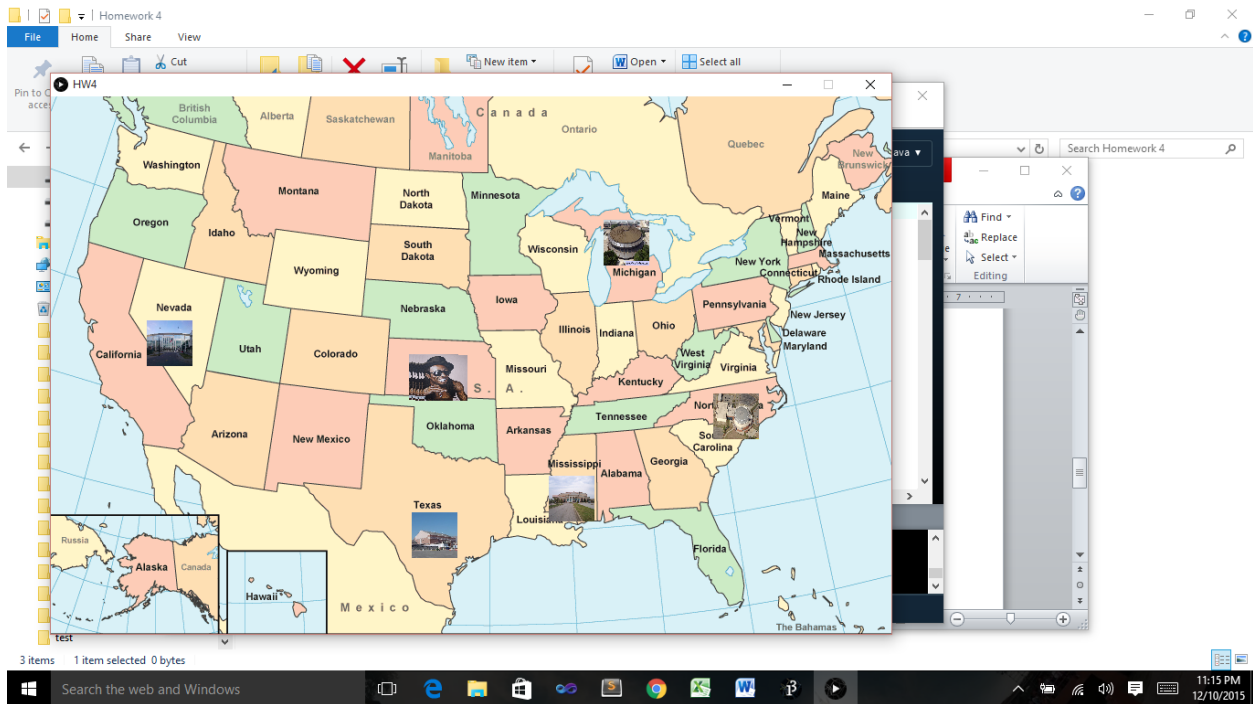 Homework 4
File Home Share View
Cut
New item
Open
Select all
Pin to
HW4
Search Homework 4
Find
Replace
Select
Editing
7
British
Columbia
Alberta
Saskatchewan
Manitoba
Canada
Ontario
Quebec
New
Brunswick
Washington
Montana
North
Dakota
Minnesota
Maine
Oregon
Idaho
South
Dakota
Wisconsin
Vermont
New
Hampshire
Massachusetts
Wyoming
Michigan
New York
Connecticut
Rhode Island
Nevada
Nebraska
Iowa
Pennsylvania
New Jersey
Illinois
Indiana
Ohio
Delaware
Maryland
California
Utah
Colorado
Missouri
West
Virginia
Virginia
S. A.
Kentucky
Arizona
New Mexico
Oklahoma
Arkansas
Tennessee
Carolina
Mississippi
Alabama
Georgia
Texas
Florida
Russia
Alaska
Canada
Hawaii
Mexico
The Bahamas
test
3 items 1 item selected 0 bytes
Search the web and Windows
11:15 PM
12/10/2015